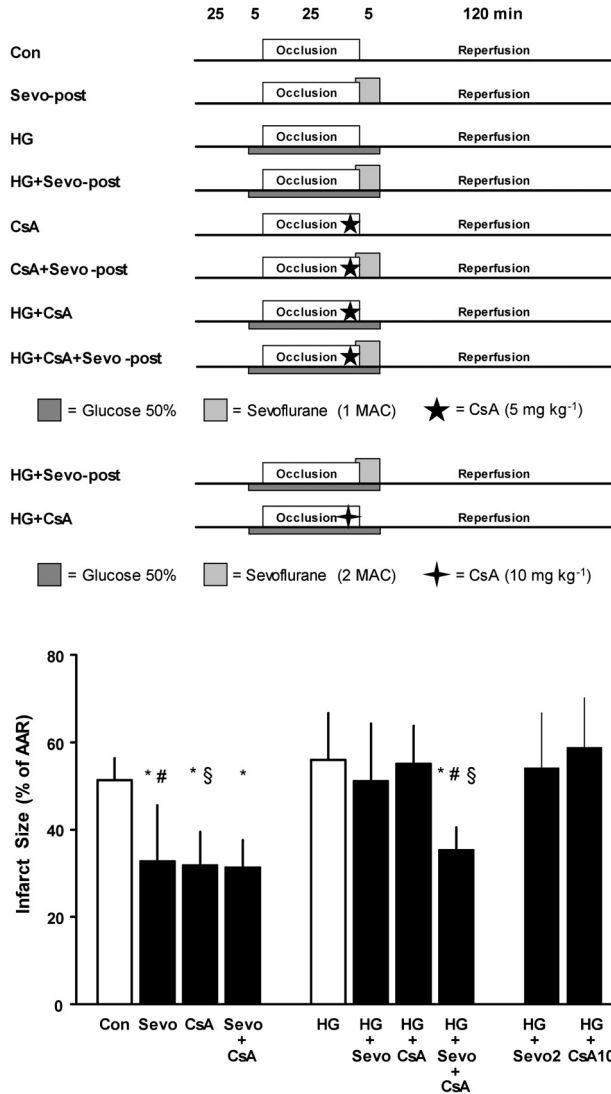 25 5 25 5 120 min
Con Occlusion Reperfusion
Sevo-post Occlusion Reperfusion
HG Occlusion Reperfusion
HG+Sevo-post Occlusion Reperfusion
CsA Occlusion Reperfusion
CsA+Sevo -post Occlusion Reperfusion
HG+CsA Occlusion Reperfusion
HG+CsA+Sevo -post Occlusion Reperfusion
= Glucose 50% = Sevoflurane (1 MAC) = CsA (5 mg kg⁻¹)
HG+Sevo-post Occlusion Reperfusion
HG+CsA Occlusion Reperfusion
= Glucose 50% = Sevoflurane (2 MAC) = CsA (10 mg kg⁻¹)
Infarct Size (% of AAR)
80
60
40
20
0
* # * § * * # §
Con Sevo CsA Sevo HG HG HG HG HG HG
+ + + + + +
CsA Sevo CsA Sevo Sevo2 CsA10
+
CsA